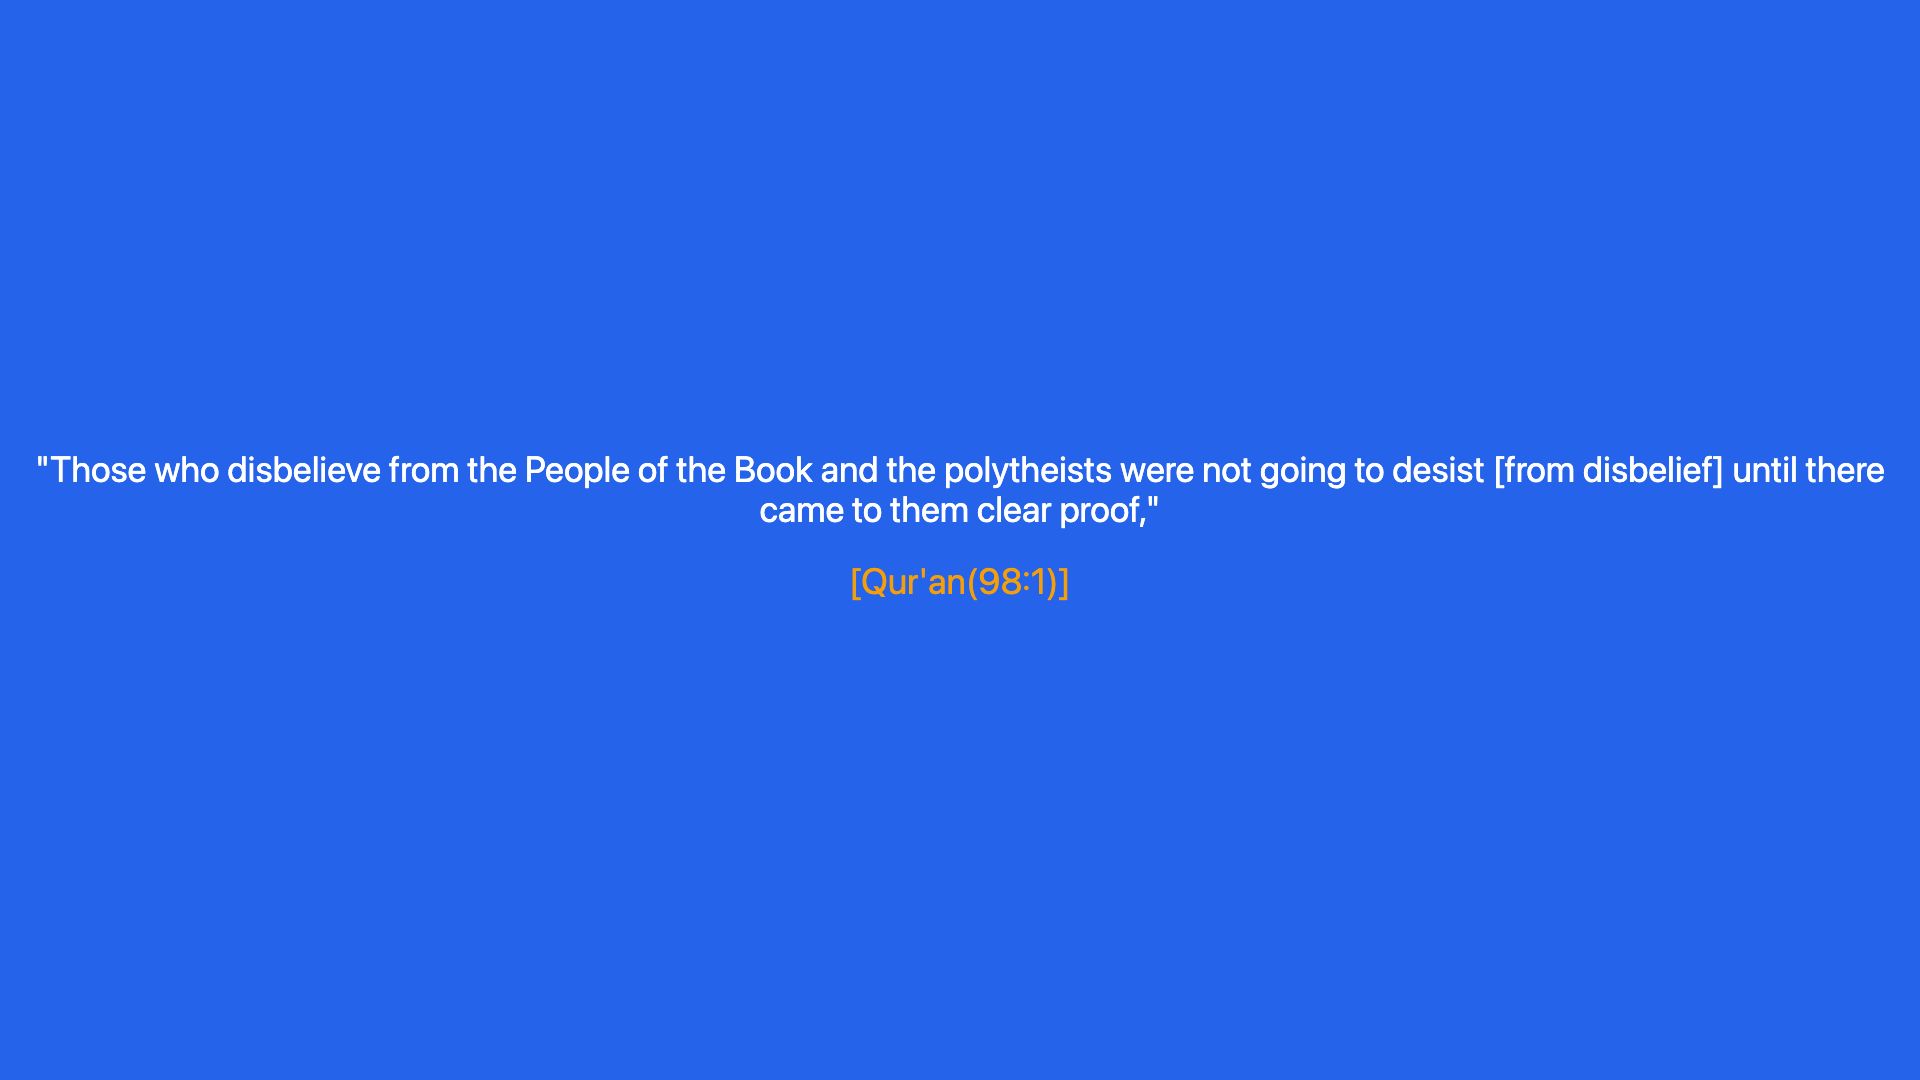 "Those who disbelieve from the People of the Book and the polytheists were not going to desist [from disbelief] until there
came to them clear proof,"
[Qur'an(98:1)]